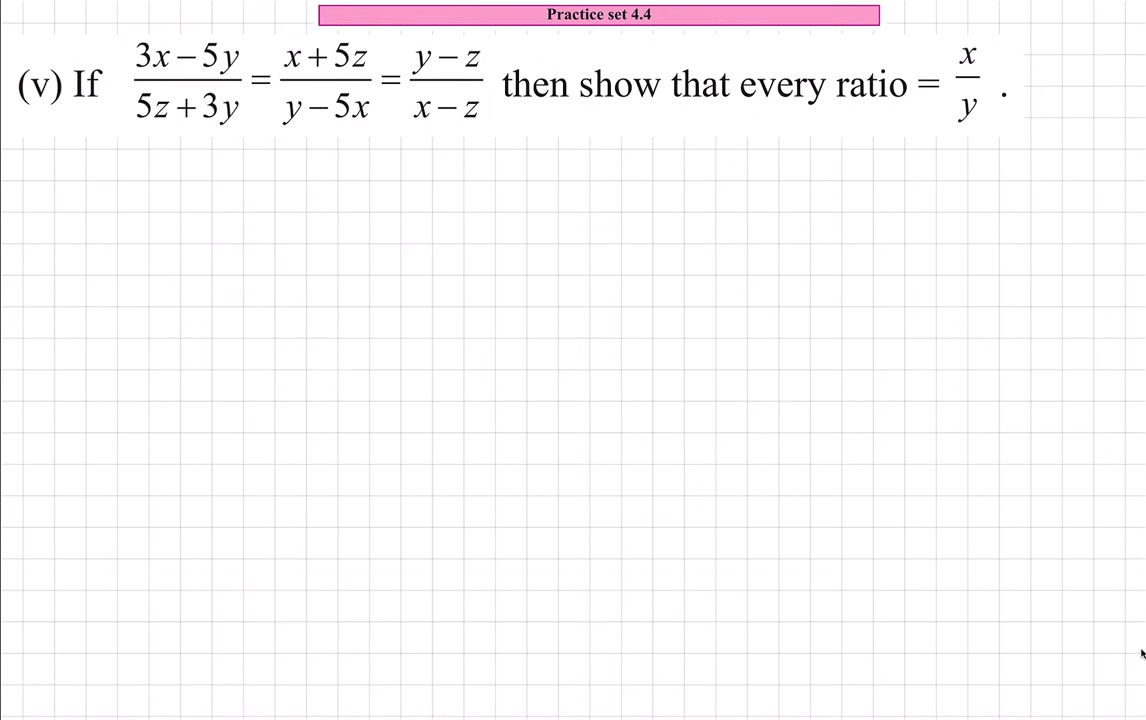 Practice set 4.4
(v) If (3x − 5y)/(5z + 3y) = (x + 5z)/(y − 5x) = (y − z)/(x − z) then show that every ratio = x/y .